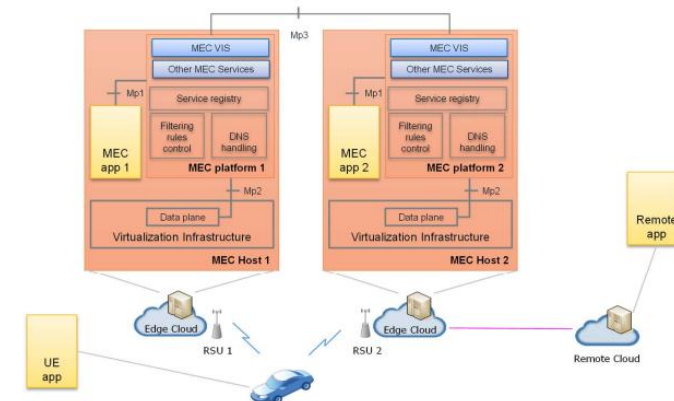 Mp3
MEC VIS
Other MEC Services
Mp1
Service registry
MEC
app 1
Filtering
rules
control
DNS
handling
MEC platform 1
Mp2
Data plane
Virtualization Infrastructure
MEC Host 1
MEC VIS
Other MEC Services
Mp1
Service registry
MEC
app 2
Filtering
rules
control
DNS
handling
MEC platform 2
Mp2
Data plane
Virtualization Infrastructure
MEC Host 2
Remote
app
Edge Cloud
RSU 1
RSU 2
Edge Cloud
Remote Cloud
UE
app